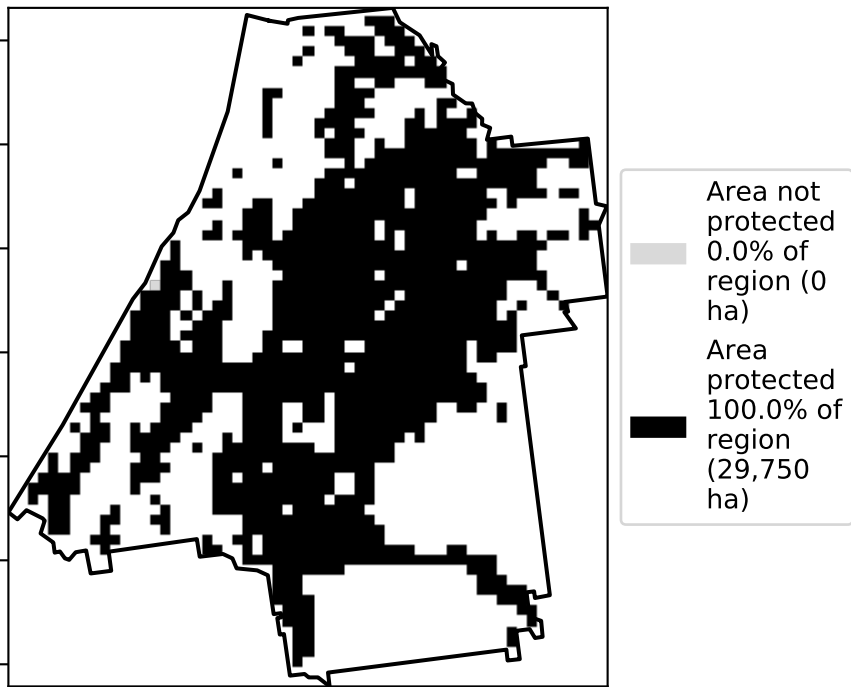 Area not
protected
0.0% of
region (0
ha)
Area
protected
100.0% of
region
(29,750
ha)